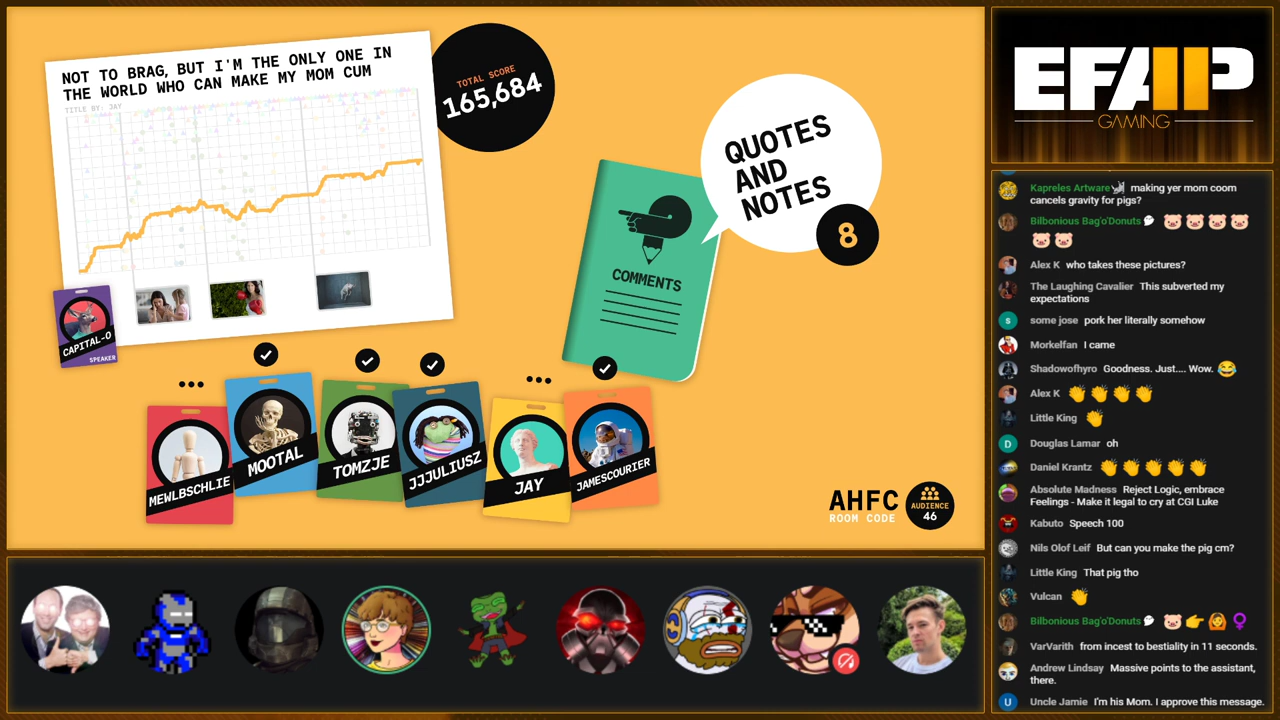 NOT TO BRAG, BUT I'M THE ONLY ONE IN
THE WORLD WHO CAN MAKE MY MOM CUM
TITLE BY: JAY
TOTAL SCORE
165,684
QUOTES
AND
NOTES
8
COMMENTS
CAPITAL-O
SPEAKER
MEWLBSCHLIE
MOOTAL
TOMZJE
JJJULIUSZ
JAY
JAMESCOURIER
AHFC
ROOM CODE
AUDIENCE
46
EFAP
GAMING
Kapreles Artware making yer mom coom
cancels gravity for pigs?
Bilbonious Bag'o'Donuts 🐷 🐷 🐷 🐷
🐷 🐷
Alex K who takes these pictures?
The Laughing Cavalier This subverted my
expectations
s
some jose pork her literally somehow
Morkelfan I came
Shadowofhyro Goodness. Just.... Wow. 😂
Alex K 👏 👏 👏 👏
Little King 👏
D
Douglas Lamar oh
Daniel Krantz 👏 👏 👏 👏 👏
Absolute Madness Reject Logic, embrace
Feelings - Make it legal to cry at CGI Luke
Kabuto Speech 100
Nils Olof Leif But can you make the pig cm?
Little King That pig tho
Vulcan 👏
Bilbonious Bag'o'Donuts 🐷 👉 🙆 ♀
VarVarith from incest to bestiality in 11 seconds.
Andrew Lindsay Massive points to the assistant,
there.
U
Uncle Jamie I'm his Mom. I approve this message.